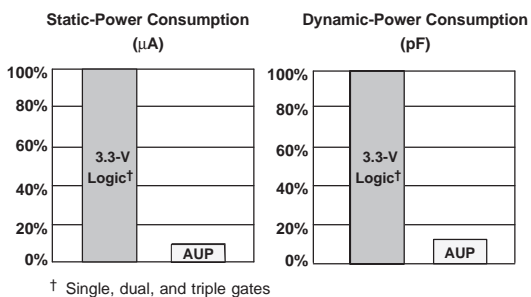 Static-Power Consumption
(μA)
100%
80%
60%
40%
20%
0%
3.3-V
Logic†
AUP
Dynamic-Power Consumption
(pF)
100%
80%
60%
40%
20%
0%
3.3-V
Logic†
AUP
† Single, dual, and triple gates